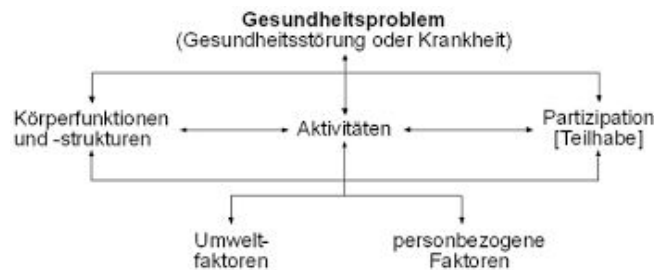 Gesundheitsproblem
(Gesundheitsstörung oder Krankheit)
Körperfunktionen
und -strukturen
Aktivitäten
Partizipation
[Teilhabe]
Umwelt-
faktoren
personbezogene
Faktoren